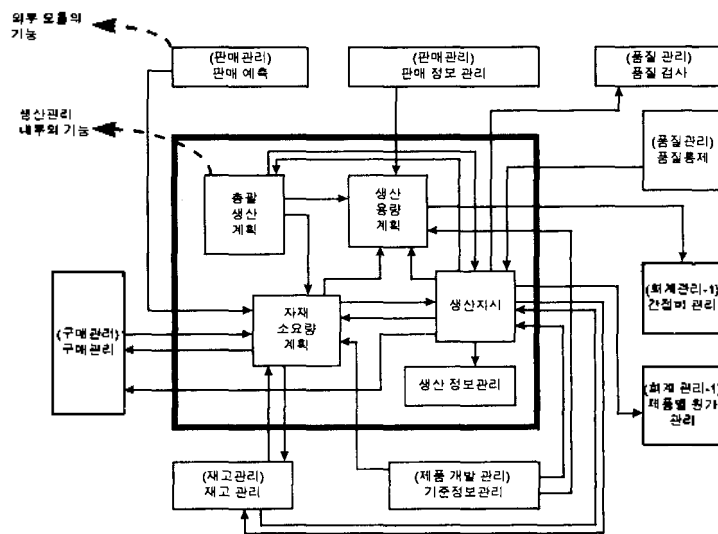 외부 모듈의
기능
(판매관리)
판매 예측
(판매관리)
판매 정보 관리
(품질 관리)
품질 검사
생산관리
내부의 기능
(품질관리)
품질통제
총괄
생산
계획
생산
용량
계획
(구매관리)
구매관리
자재
소요량
계획
생산지시
(회계관리-1)
간접비 관리
생산 정보관리
(회계 관리-1)
제품별 원가
관리
(재고관리)
재고 관리
(제품 개발 관리)
기준정보관리